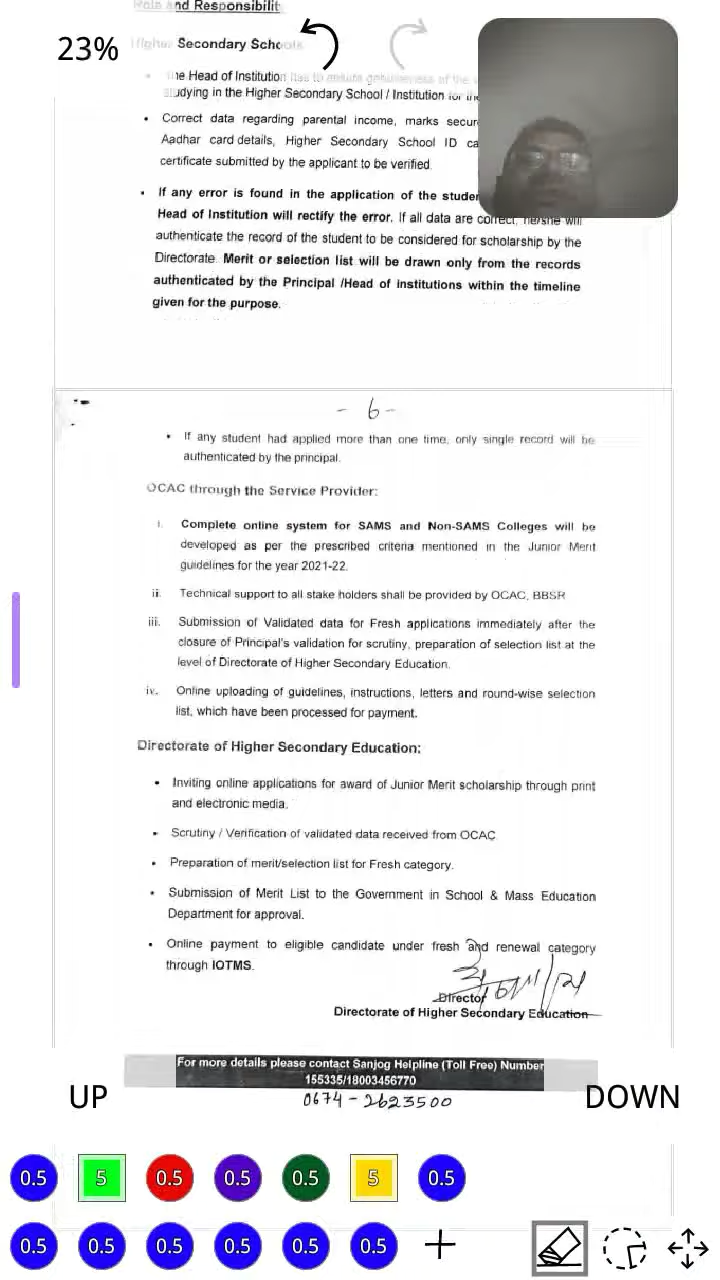 Role and Responsibilit
23%
Higher Secondary Schools
The Head of Institution has to ensure genuineness of the
studying in the Higher Secondary School / Institution for the
• Correct data regarding parental income, marks secur
Aadhar card details, Higher Secondary School ID ca
certificate submitted by the applicant to be verified.
• If any error is found in the application of the studen
Head of Institution will rectify the error. If all data are correct, he/she will
authenticate the record of the student to be considered for scholarship by the
Directorate. Merit or selection list will be drawn only from the records
authenticated by the Principal /Head of institutions within the timeline
given for the purpose.
- 6 -
• If any student had applied more than one time, only single record will be
authenticated by the principal.
OCAC through the Service Provider:
i. Complete online system for SAMS and Non-SAMS Colleges will be
developed as per the prescribed criteria mentioned in the Junior Merit
guidelines for the year 2021-22.
ii. Technical support to all stake holders shall be provided by OCAC, BBSR
iii. Submission of Validated data for Fresh applications immediately after the
closure of Principal's validation for scrutiny, preparation of selection list at the
level of Directorate of Higher Secondary Education.
iv. Online uploading of guidelines, instructions, letters and round-wise selection
list, which have been processed for payment.
Directorate of Higher Secondary Education:
• Inviting online applications for award of Junior Merit scholarship through print
and electronic media.
• Scrutiny / Verification of validated data received from OCAC
• Preparation of merit/selection list for Fresh category.
• Submission of Merit List to the Government in School & Mass Education
Department for approval.
• Online payment to eligible candidate under fresh and renewal category
through IOTMS.
Director
Directorate of Higher Secondary Education
For more details please contact Sanjog Helpline (Toll Free) Number
155335/18003456770
0674-2623500
UP
DOWN
0.5 5 0.5 0.5 0.5 5 0.5
0.5 0.5 0.5 0.5 0.5 0.5